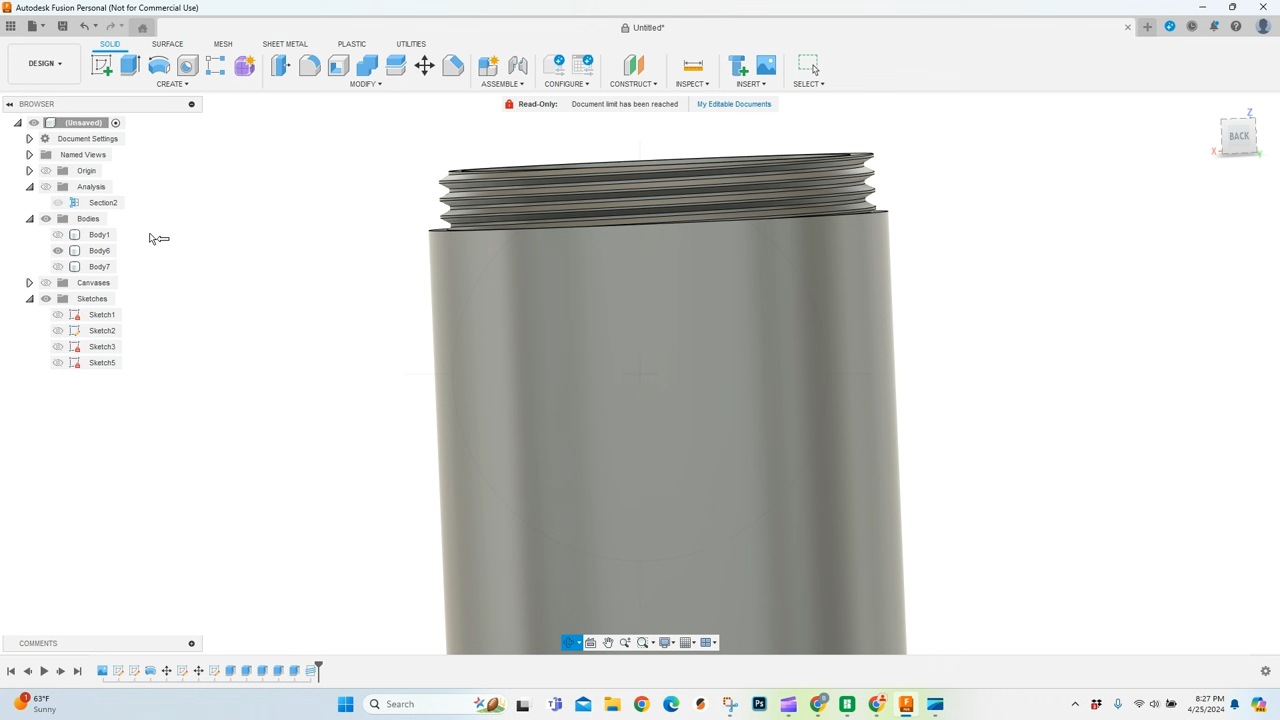 Autodesk Fusion Personal (Not for Commercial Use)
Untitled*
DESIGN
SOLID SURFACE MESH SHEET METAL PLASTIC UTILITIES
CREATE MODIFY ASSEMBLE CONFIGURE CONSTRUCT INSPECT INSERT SELECT
BROWSER
Read-Only: Document limit has been reached My Editable Documents
(Unsaved)
Document Settings
Named Views
Origin
Analysis
Section2
Bodies
Body1
Body6
Body7
Canvases
Sketches
Sketch1
Sketch2
Sketch3
Sketch5
Z
BACK
X
Y
COMMENTS
1
63°F
Sunny
Search
Ps
8:27 PM
4/25/2024